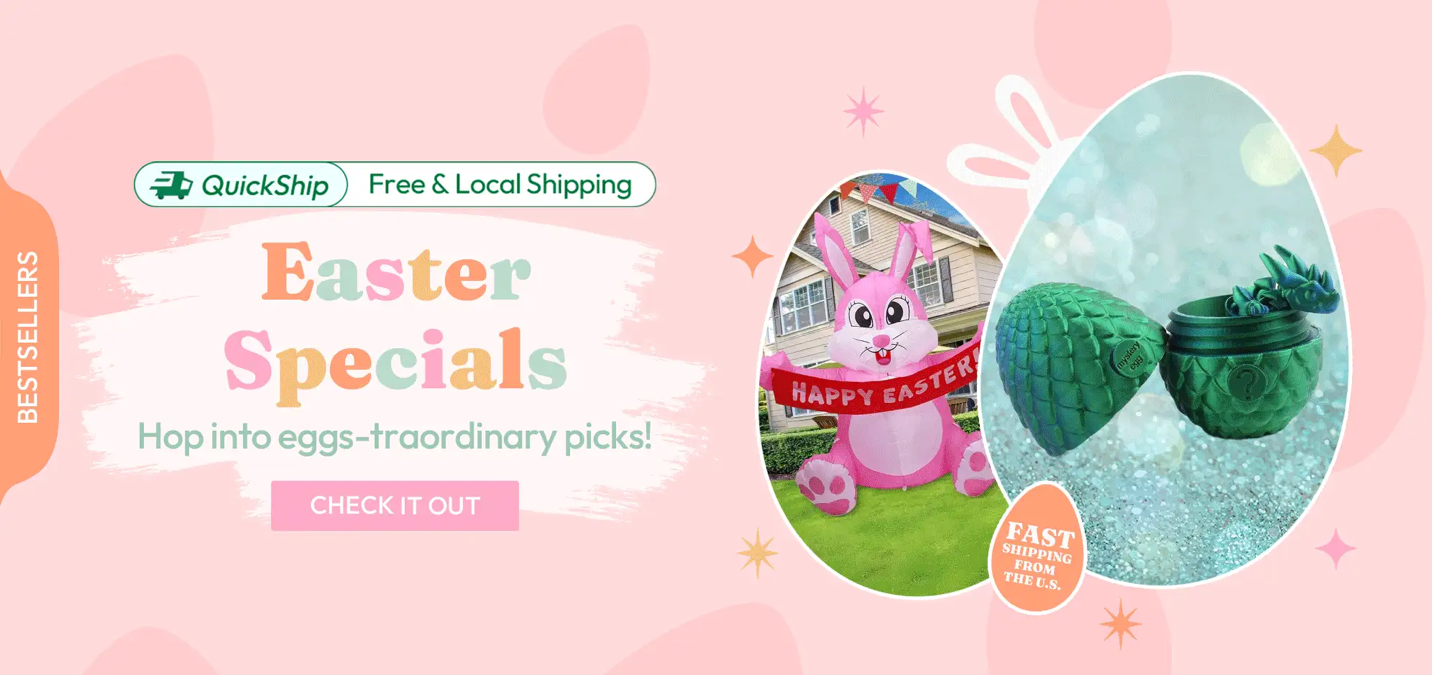 BESTSELLERS
QuickShip
Free & Local Shipping
Easter
Specials
Hop into eggs-traordinary picks!
CHECK IT OUT
HAPPY EASTER!
mystery
egg
?
FAST
SHIPPING
FROM
THE U.S.